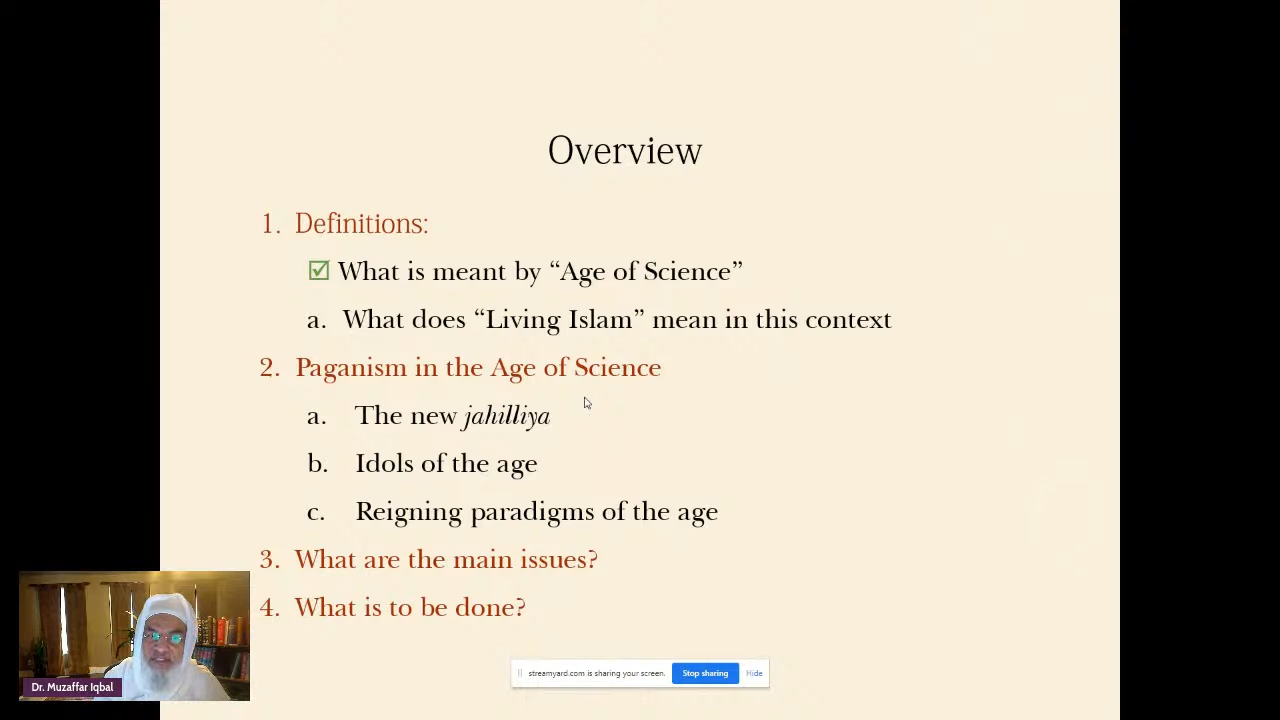 Overview
1. Definitions:
☑ What is meant by “Age of Science”
a. What does “Living Islam” mean in this context
2. Paganism in the Age of Science
a. The new jahilliya
b. Idols of the age
c. Reigning paradigms of the age
3. What are the main issues?
4. What is to be done?
Dr. Muzaffar Iqbal
streamyard.com is sharing your screen. Stop sharing Hide